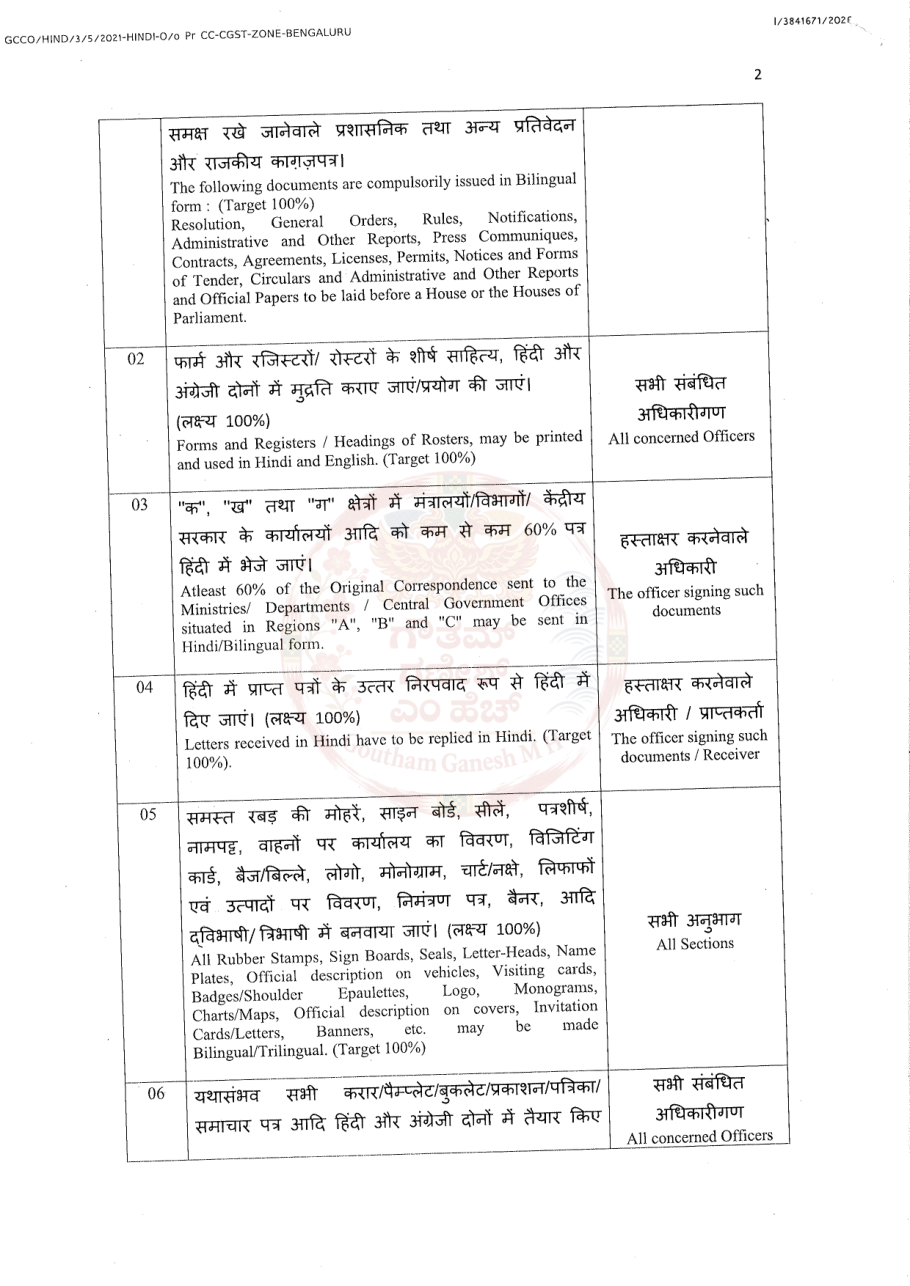 GCCO/HIND/3/5/2021-HINDI-O/o Pr CC-CGST-ZONE-BENGALURU
I/3841671/2026
2
समक्ष रखे जानेवाले प्रशासनिक तथा अन्य प्रतिवेदन
और राजकीय काग़ज़पत्र।
The following documents are compulsorily issued in Bilingual
form : (Target 100%)
Resolution, General Orders, Rules, Notifications,
Administrative and Other Reports, Press Communiques,
Contracts, Agreements, Licenses, Permits, Notices and Forms
of Tender, Circulars and Administrative and Other Reports
and Official Papers to be laid before a House or the Houses of
Parliament.
02
फार्म और रजिस्टरों/ रोस्टरों के शीर्ष साहित्य, हिंदी और
अंग्रेजी दोनों में मुद्रति कराए जाएं/प्रयोग की जाएं।
(लक्ष्य 100%)
Forms and Registers / Headings of Rosters, may be printed
and used in Hindi and English. (Target 100%)
सभी संबंधित
अधिकारीगण
All concerned Officers
03
"क", "ख" तथा "ग" क्षेत्रों में मंत्रालयों/विभागों/ केंद्रीय
सरकार के कार्यालयों आदि को कम से कम 60% पत्र
हिंदी में भेजे जाएं।
Atleast 60% of the Original Correspondence sent to the
Ministries/ Departments / Central Government Offices
situated in Regions "A", "B" and "C" may be sent in
Hindi/Bilingual form.
हस्ताक्षर करनेवाले
अधिकारी
The officer signing such
documents
ಗೌತಮ್
ಗಣೇಶ್
ಎಂ ಹೆಚ್
Goutham Ganesh M H
04
हिंदी में प्राप्त पत्रों के उत्तर निरपवाद रूप से हिंदी में
दिए जाएं। (लक्ष्य 100%)
Letters received in Hindi have to be replied in Hindi. (Target
100%).
हस्ताक्षर करनेवाले
अधिकारी / प्राप्तकर्ता
The officer signing such
documents / Receiver
05
समस्त रबड़ की मोहरें, साइन बोर्ड, सीलें, पत्रशीर्ष,
नामपट्ट, वाहनों पर कार्यालय का विवरण, विजिटिंग
कार्ड, बैज/बिल्ले, लोगो, मोनोग्राम, चार्ट/नक्षे, लिफाफों
एवं उत्पादों पर विवरण, निमंत्रण पत्र, बैनर, आदि
द्विभाषी/ त्रिभाषी में बनवाया जाएं। (लक्ष्य 100%)
All Rubber Stamps, Sign Boards, Seals, Letter-Heads, Name
Plates, Official description on vehicles, Visiting cards,
Badges/Shoulder Epaulettes, Logo, Monograms,
Charts/Maps, Official description on covers, Invitation
Cards/Letters, Banners, etc. may be made
Bilingual/Trilingual. (Target 100%)
सभी अनुभाग
All Sections
06
यथासंभव सभी करार/पैम्प्लेट/बुकलेट/प्रकाशन/पत्रिका/
समाचार पत्र आदि हिंदी और अंग्रेजी दोनों में तैयार किए
सभी संबंधित
अधिकारीगण
All concerned Officers